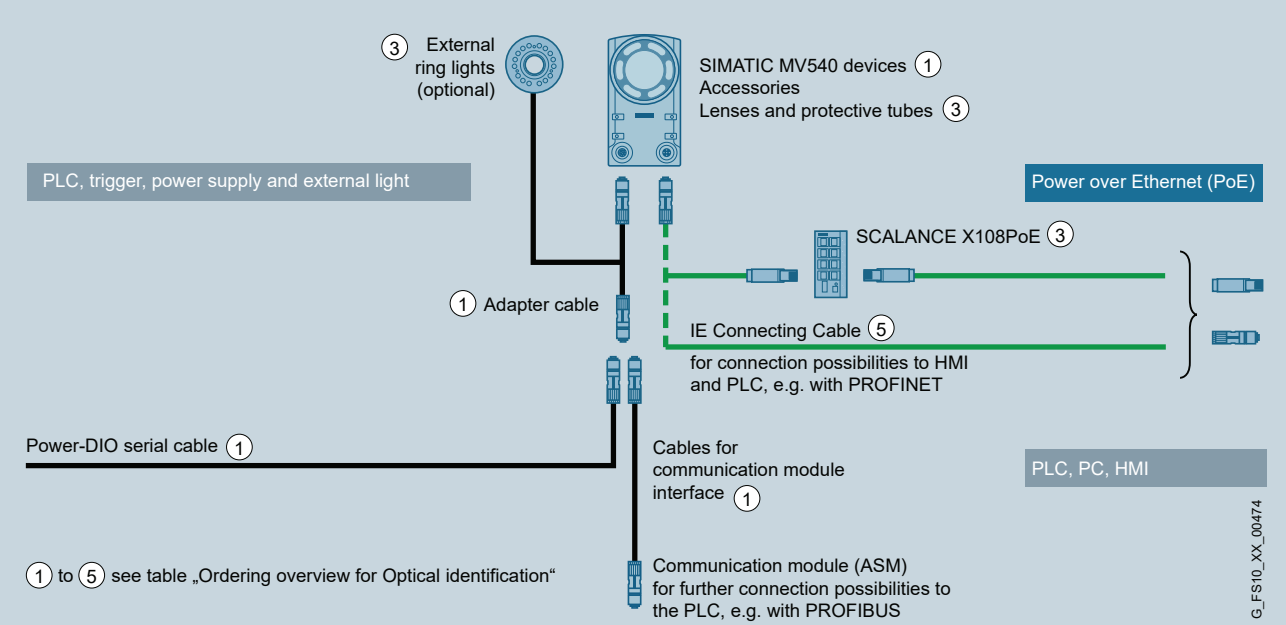 3 External
ring lights
(optional)
SIMATIC MV540 devices 1
Accessories
Lenses and protective tubes 3
PLC, trigger, power supply and external light
Power over Ethernet (PoE)
SCALANCE X108PoE 3
1 Adapter cable
IE Connecting Cable 5
for connection possibilities to HMI
and PLC, e.g. with PROFINET
Power-DIO serial cable 1
Cables for
communication module
interface 1
PLC, PC, HMI
1 to 5 see table „Ordering overview for Optical identification“
Communication module (ASM)
for further connection possibilities to
the PLC, e.g. with PROFIBUS
G_FS10_XX_00474